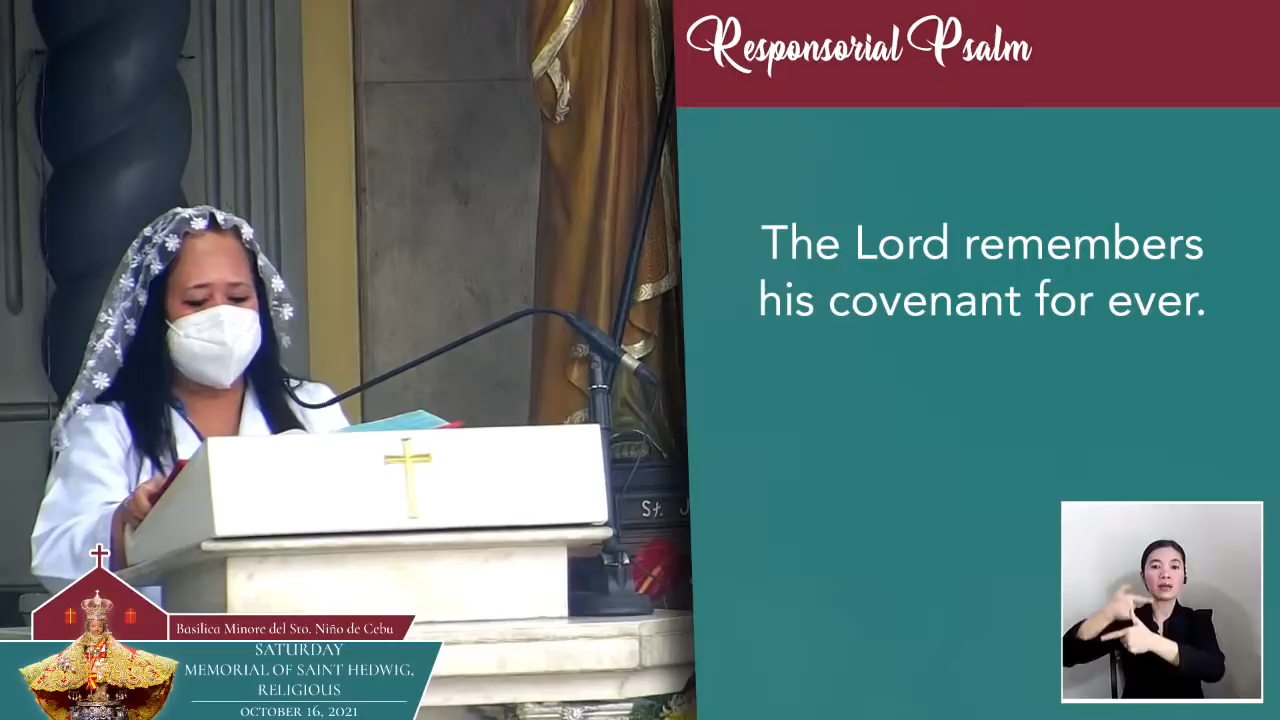 Responsorial Psalm
The Lord remembers
his covenant for ever.
St. J
Basilica Minore del Sto. Niño de Cebu
SATURDAY
MEMORIAL OF SAINT HEDWIG,
RELIGIOUS
OCTOBER 16, 2021